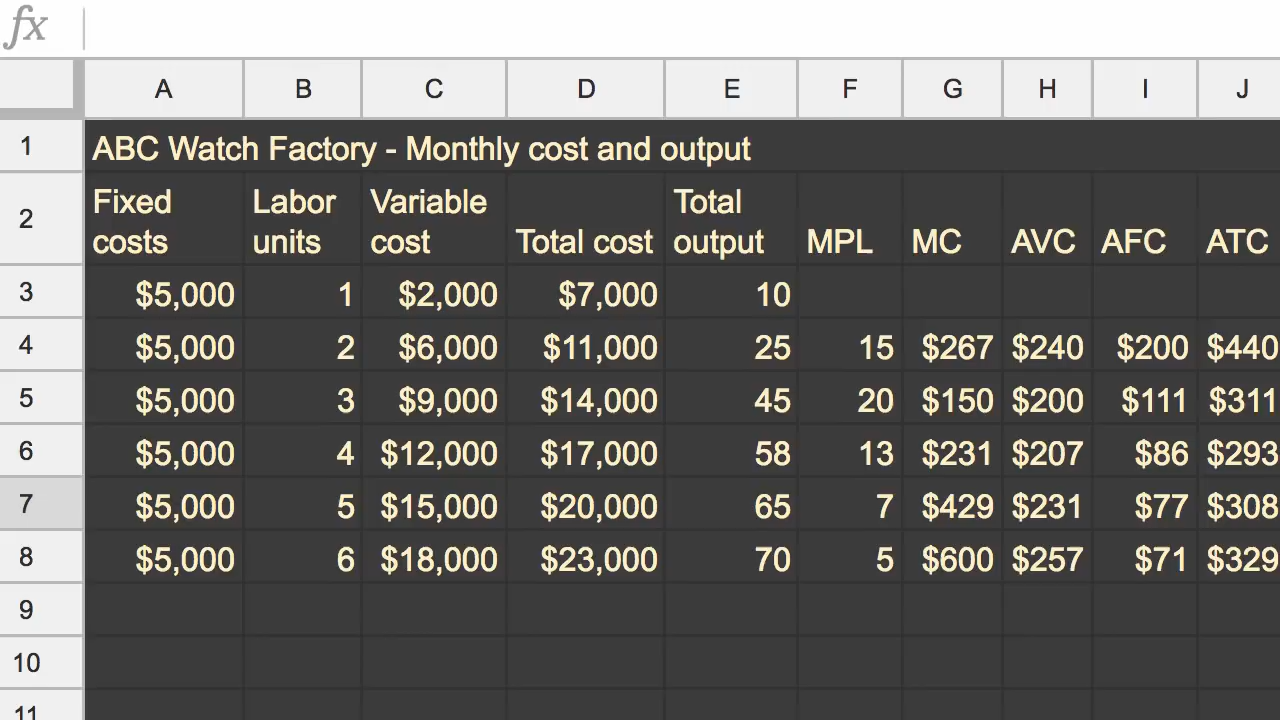 fx
A B C D E F G H I J
1 ABC Watch Factory - Monthly cost and output
2 Fixed costs Labor units Variable cost Total cost Total output MPL MC AVC AFC ATC
3 $5,000 1 $2,000 $7,000 10
4 $5,000 2 $6,000 $11,000 25 15 $267 $240 $200 $440
5 $5,000 3 $9,000 $14,000 45 20 $150 $200 $111 $311
6 $5,000 4 $12,000 $17,000 58 13 $231 $207 $86 $293
7 $5,000 5 $15,000 $20,000 65 7 $429 $231 $77 $308
8 $5,000 6 $18,000 $23,000 70 5 $600 $257 $71 $329
9
10
11